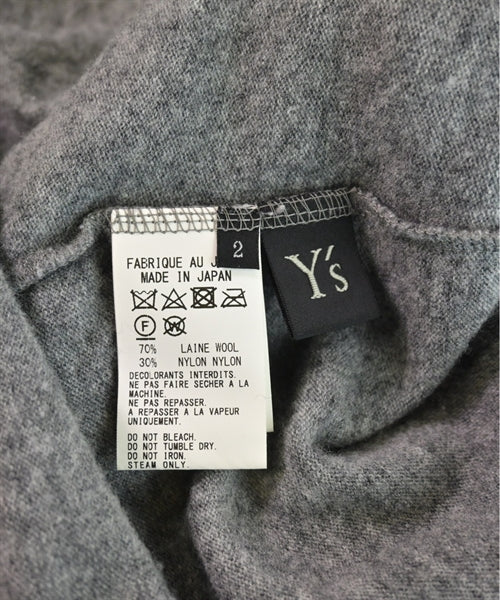 2
Y's
FABRIQUE AU J
MADE IN JAPAN
F W
70% LAINE WOOL
30% NYLON NYLON
DECOLORANTS INTERDITS.
NE PAS FAIRE SECHER A LA
MACHINE.
NE PAS REPASSER.
A REPASSER A LA VAPEUR
UNIQUEMENT.
DO NOT BLEACH.
DO NOT TUMBLE DRY.
DO NOT IRON.
STEAM ONLY.